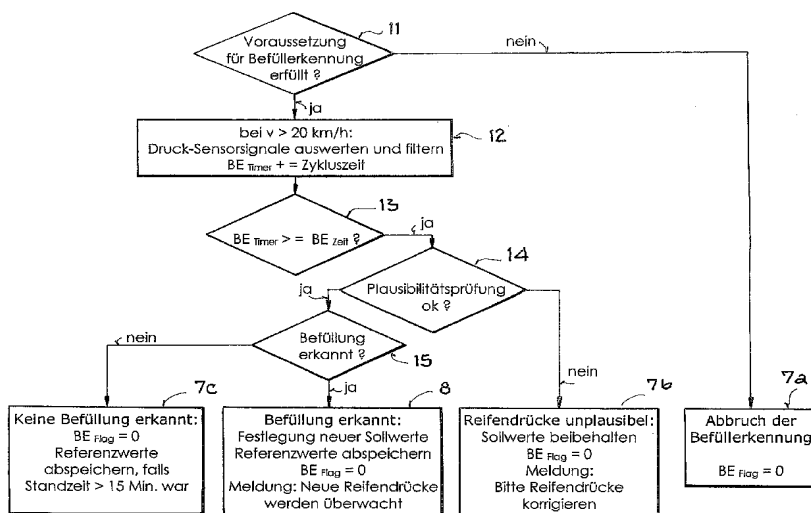 11
Voraussetzung
für Befüllerkennung
erfüllt ?
nein
ja
12
bei v > 20 km/h:
Druck-Sensorsignale auswerten und filtern
BE Timer + = Zykluszeit
13
BE Timer > = BE Zeit ?
ja
14
Plausibilitätsprüfung
ok ?
ja
nein
Befüllung
erkannt ?
15
nein
ja
7c
Keine Befüllung erkannt:
BE Flag = 0
Referenzwerte
abspeichern, falls
Standzeit > 15 Min. war
8
Befüllung erkannt:
Festlegung neuer Sollwerte
Referenzwerte abspeichern
BE Flag = 0
Meldung: Neue Reifendrücke
werden überwacht
7b
Reifendrücke unplausibel:
Sollwerte beibehalten
BE Flag = 0
Meldung:
Bitte Reifendrücke
korrigieren
7a
Abbruch der
Befüllerkennung
BE Flag = 0